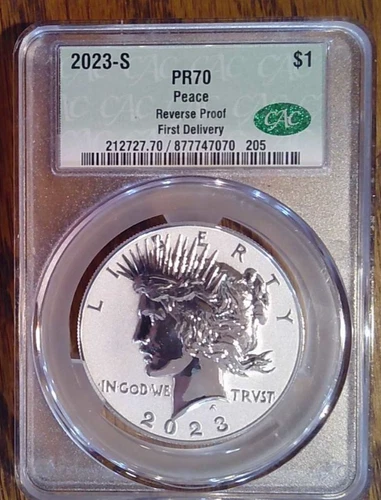 2023-S $1
PR70
Peace
Reverse Proof
First Delivery
CAC
212727.70 / 877747070 205
LIBERTY
IN GOD WE TRVST
2023